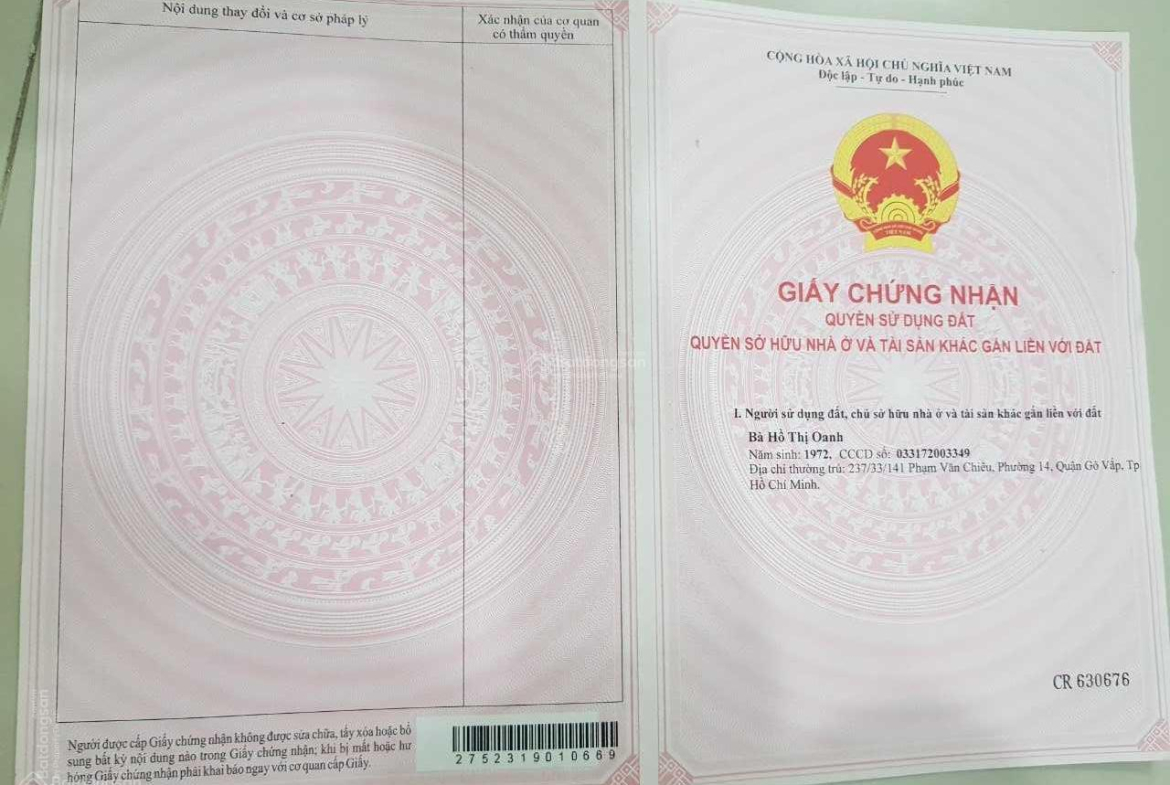 Nội dung thay đổi và cơ sở pháp lý
Xác nhận của cơ quan
có thẩm quyền
Người được cấp Giấy chứng nhận không được sửa chữa, tẩy xóa hoặc bổ
sung bất kỳ nội dung nào trong Giấy chứng nhận; khi bị mất hoặc hư
hỏng Giấy chứng nhận phải khai báo ngay với cơ quan cấp Giấy.
2752319010669
Batdongsan
CỘNG HÒA XÃ HỘI CHỦ NGHĨA VIỆT NAM
Độc lập - Tự do - Hạnh phúc
VIỆT NAM
GIẤY CHỨNG NHẬN
QUYỀN SỬ DỤNG ĐẤT
QUYỀN SỞ HỮU NHÀ Ở VÀ TÀI SẢN KHÁC GẮN LIỀN VỚI ĐẤT
Batdongsan
I. Người sử dụng đất, chủ sở hữu nhà ở và tài sản khác gắn liền với đất
Bà Hồ Thị Oanh
Năm sinh: 1972, CCCD số: 033172003349
Địa chỉ thường trú: 237/33/141 Phạm Văn Chiêu, Phường 14, Quận Gò Vấp, Tp
Hồ Chí Minh.
CR 630676